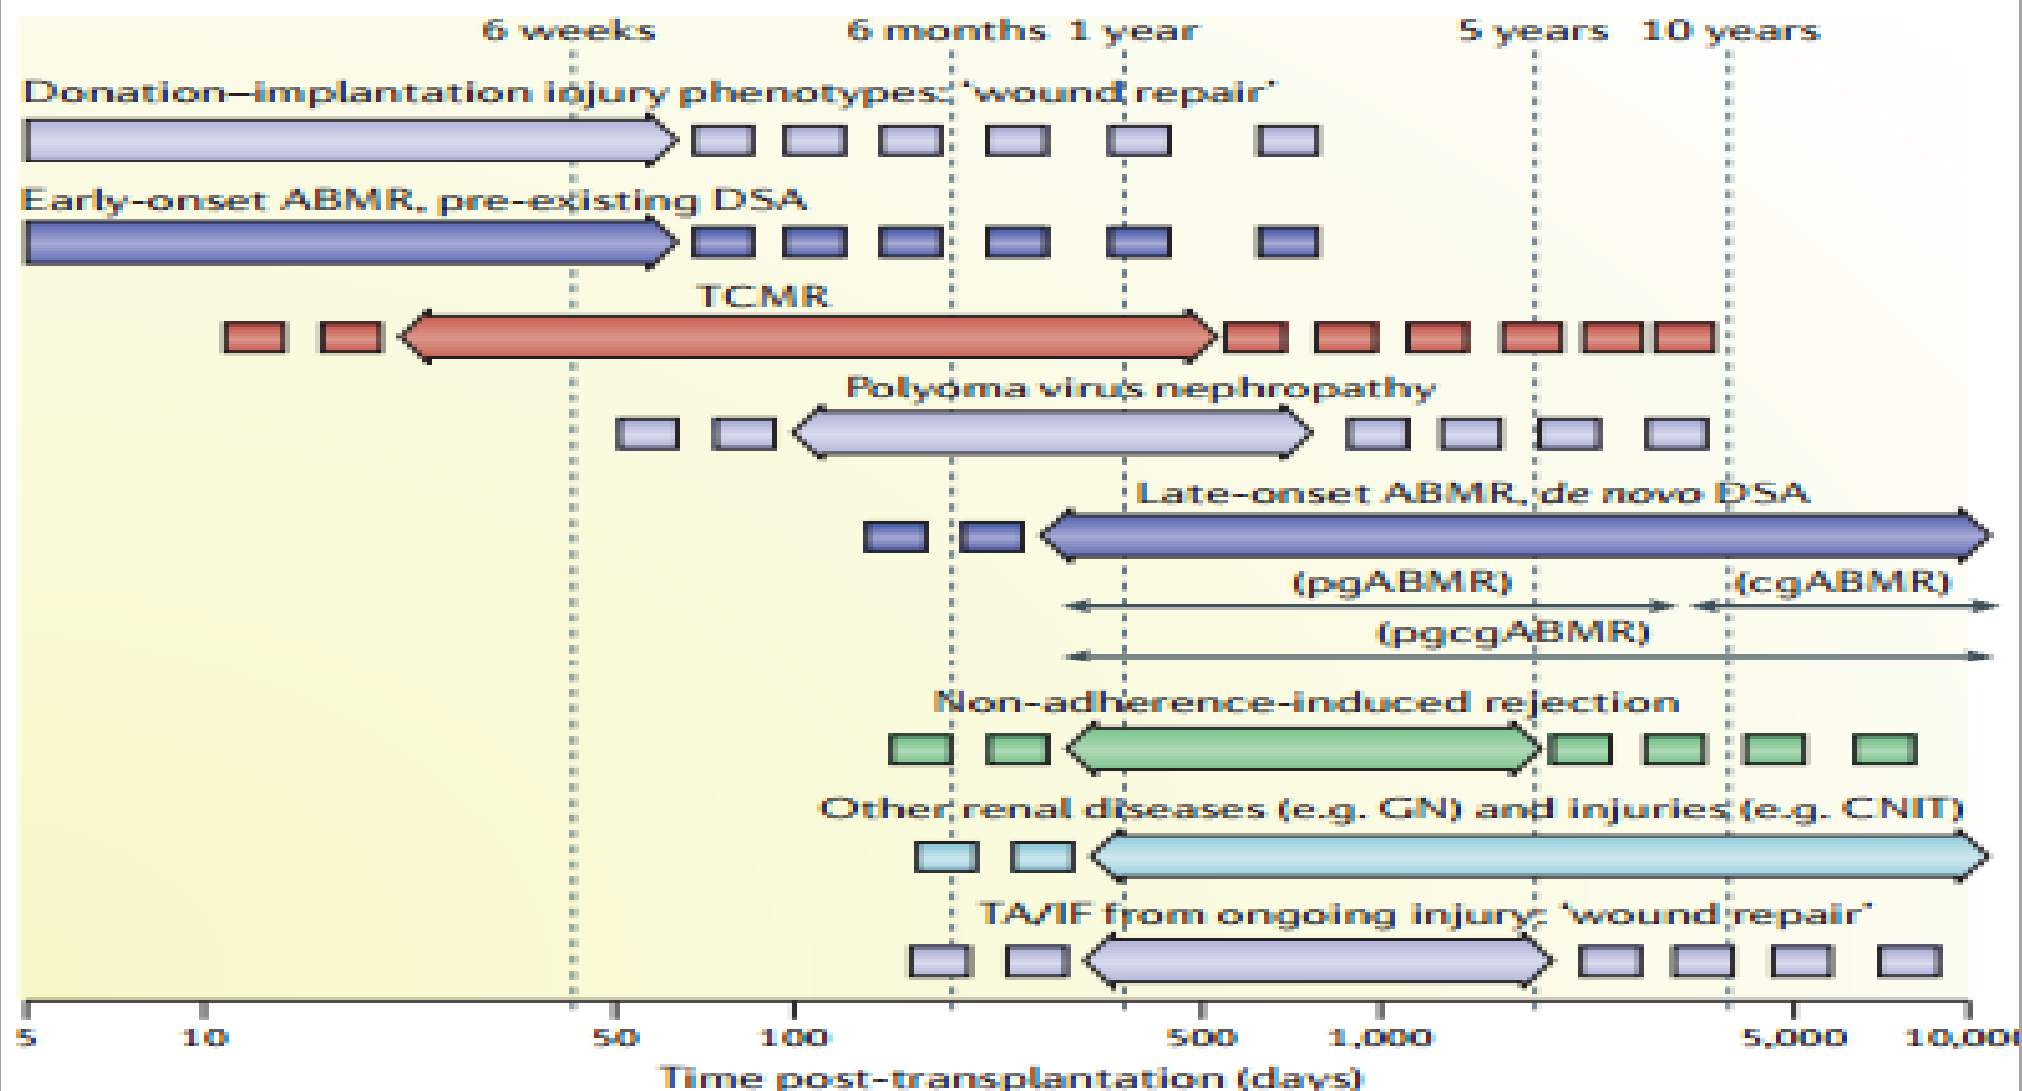 6 weeks 6 months 1 year 5 years 10 years
Donation–implantation injury phenotypes: ‘wound repair’
Early-onset ABMR, pre-existing DSA
TCMR
Polyoma virus nephropathy
Late-onset ABMR, de novo DSA
(pgABMR) (cgABMR)
(pgcgABMR)
Non-adherence-induced rejection
Other renal diseases (e.g. GN) and injuries (e.g. CNIT)
TA/IF from ongoing injury: ‘wound repair’
5 10 50 100 500 1,000 5,000 10,000
Time post-transplantation (days)